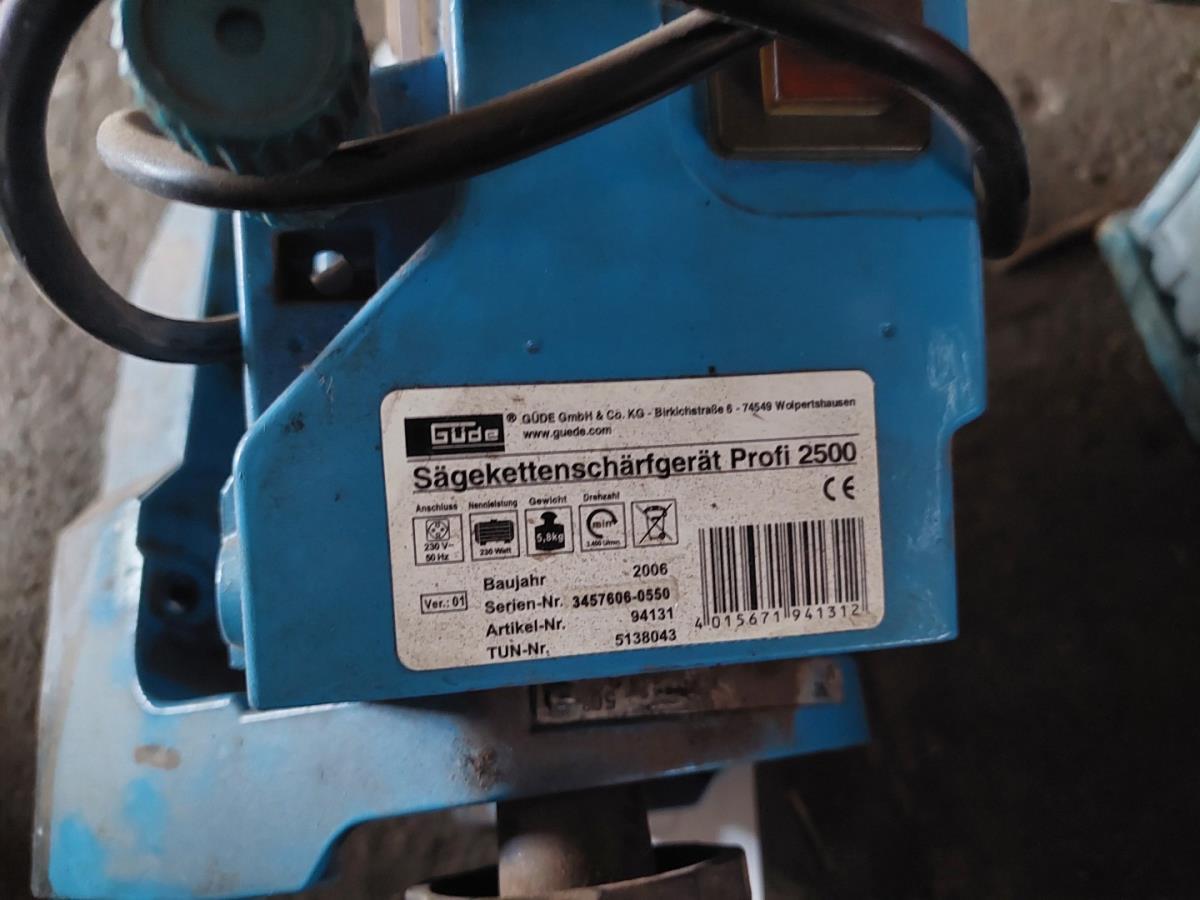 GÜde ® GÜDE GmbH & Co. KG - Birkichstraße 6 - 74549 Wolpertshausen
www.guede.com
Sägekettenschärfgerät Profi 2500
Anschluss Nennleistung Gewicht Drehzahl
CE
min
5,8kg
230 V~
50 Hz
230 Watt
Baujahr 2006
Ver.: 01
Serien-Nr. 3457606-0550
Artikel-Nr. 94131
TUN-Nr. 5138043
4 015671 941312